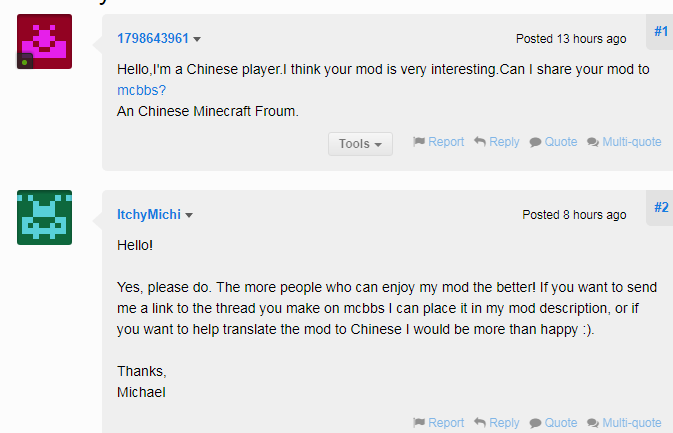 1798643961
Posted 13 hours ago
#1
Hello,I'm a Chinese player.I think your mod is very interesting.Can I share your mod to
mcbbs?
An Chinese Minecraft Froum.
Tools
Report Reply Quote Multi-quote
ItchyMichi
Posted 8 hours ago
#2
Hello!
Yes, please do. The more people who can enjoy my mod the better! If you want to send
me a link to the thread you make on mcbbs I can place it in my mod description, or if
you want to help translate the mod to Chinese I would be more than happy :).
Thanks,
Michael
Report Reply Quote Multi-quote